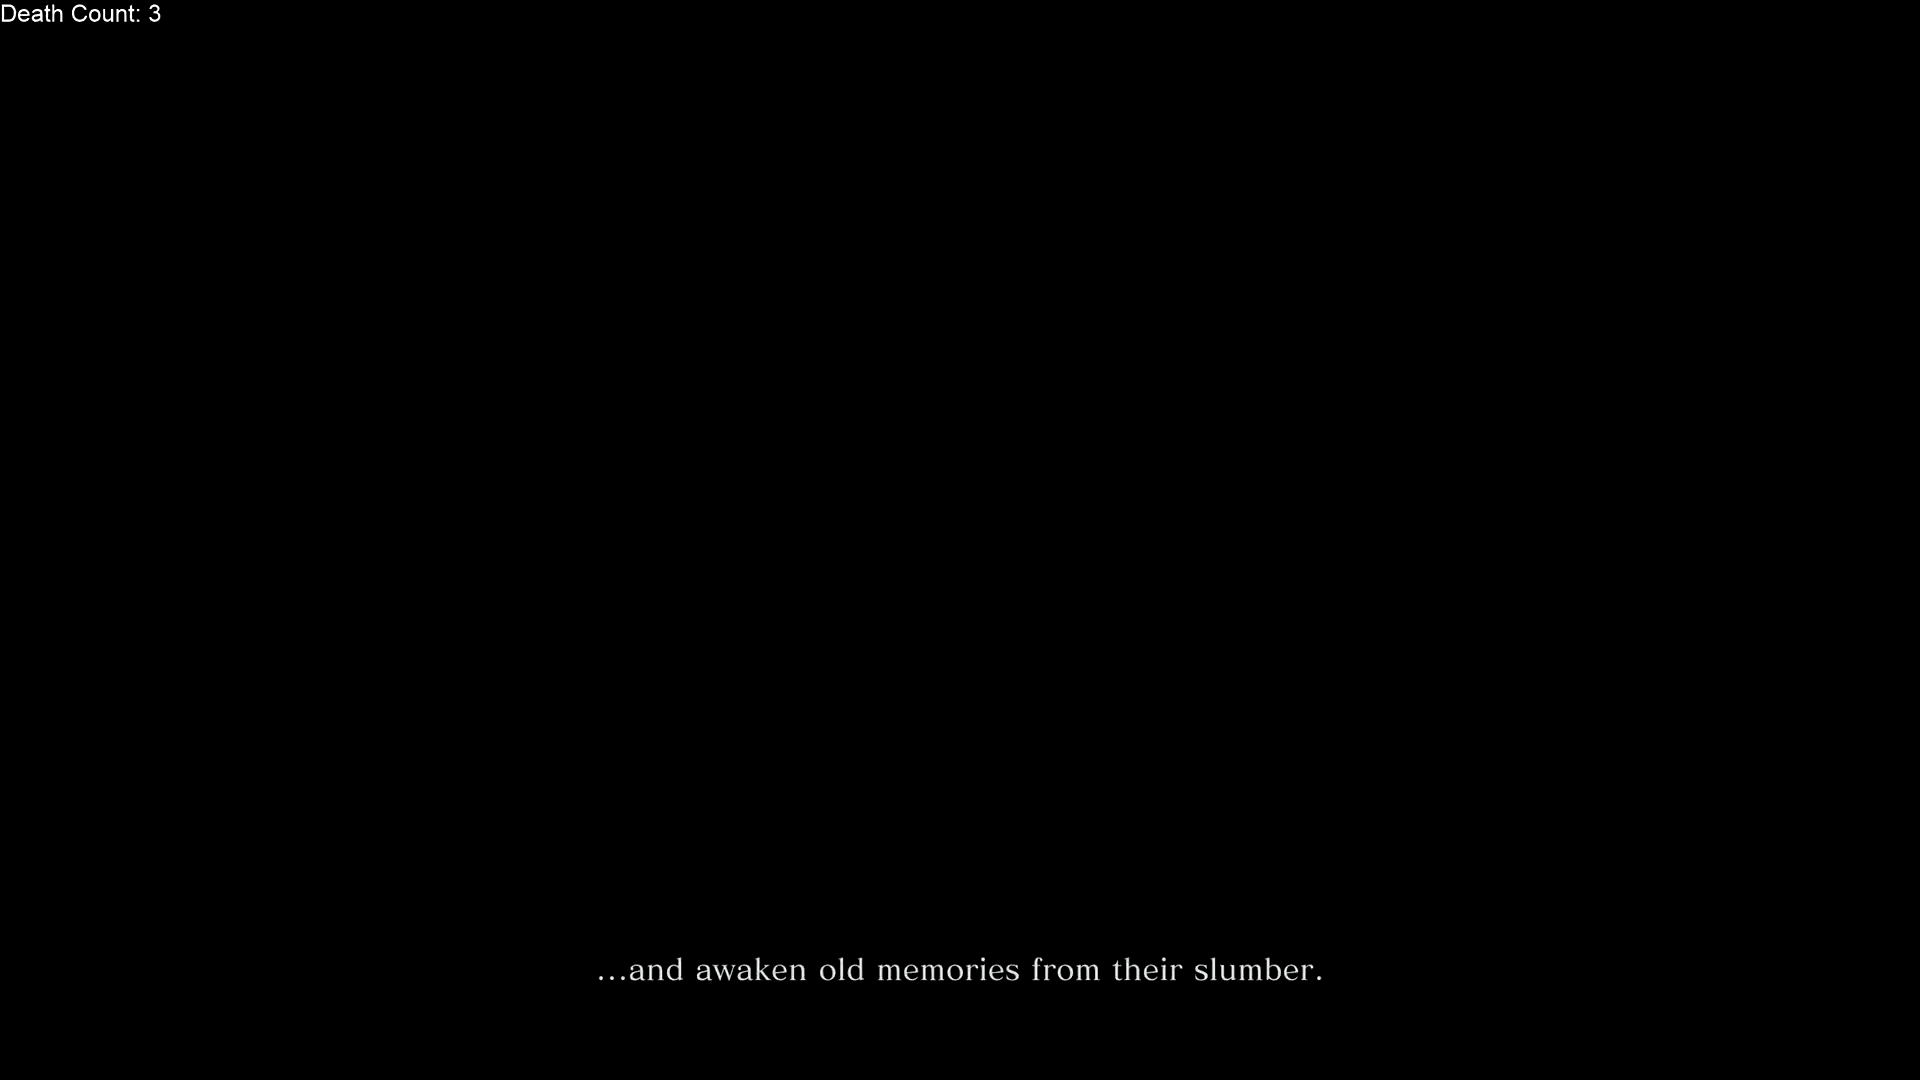 Death Count: 3
...and awaken old memories from their slumber.